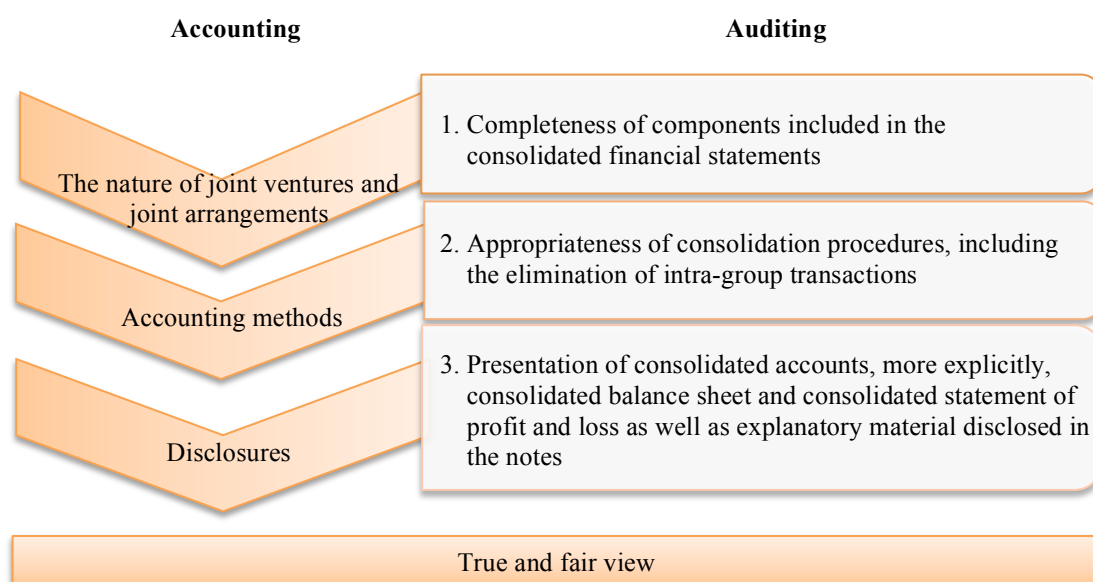 Accounting
Auditing
The nature of joint ventures and
joint arrangements
1. Completeness of components included in the
consolidated financial statements
Accounting methods
2. Appropriateness of consolidation procedures, including
the elimination of intra-group transactions
Disclosures
3. Presentation of consolidated accounts, more explicitly,
consolidated balance sheet and consolidated statement of
profit and loss as well as explanatory material disclosed in
the notes
True and fair view